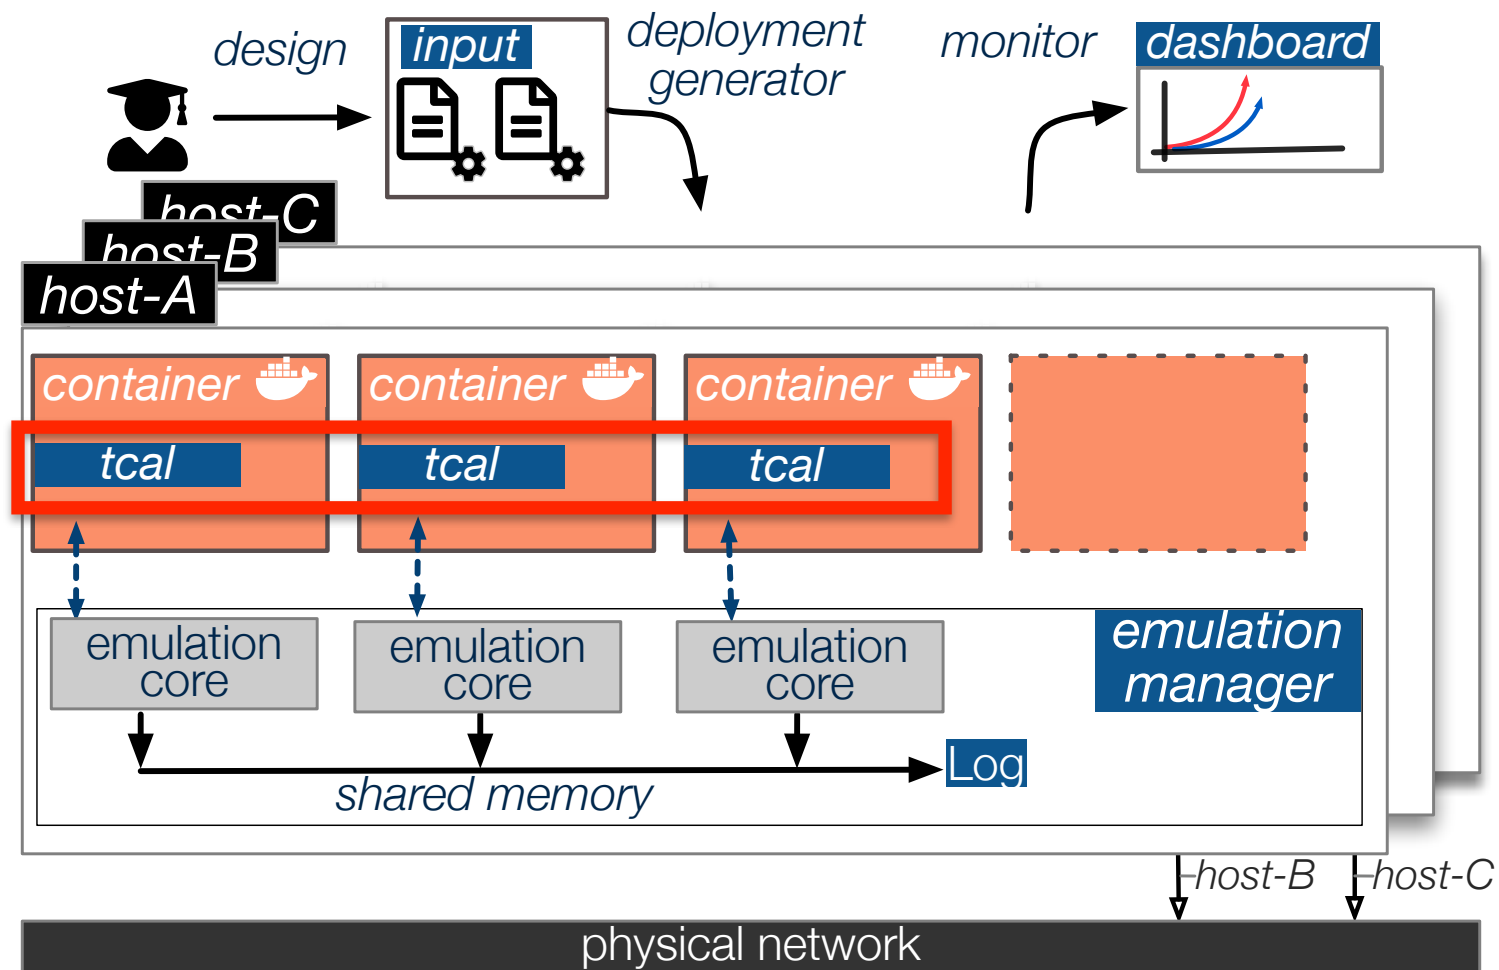 design
input
deployment
generator
monitor
dashboard
host-C
host-B
host-A
container
container
container
tcal
tcal
tcal
emulation
core
emulation
core
emulation
core
emulation
manager
Log
shared memory
host-B
host-C
physical network